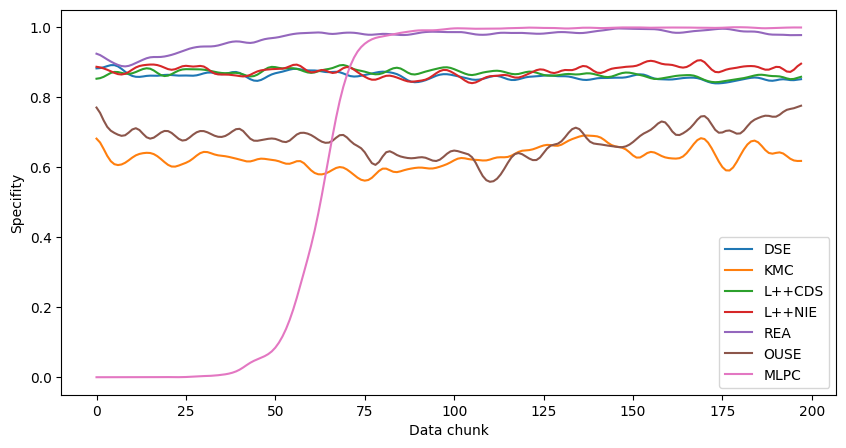 1.0
0.8
0.6
0.4
0.2
0.0
Specifity
0
25
50
75
100
125
150
175
200
Data chunk
DSE
KMC
L++CDS
L++NIE
REA
OUSE
MLPC